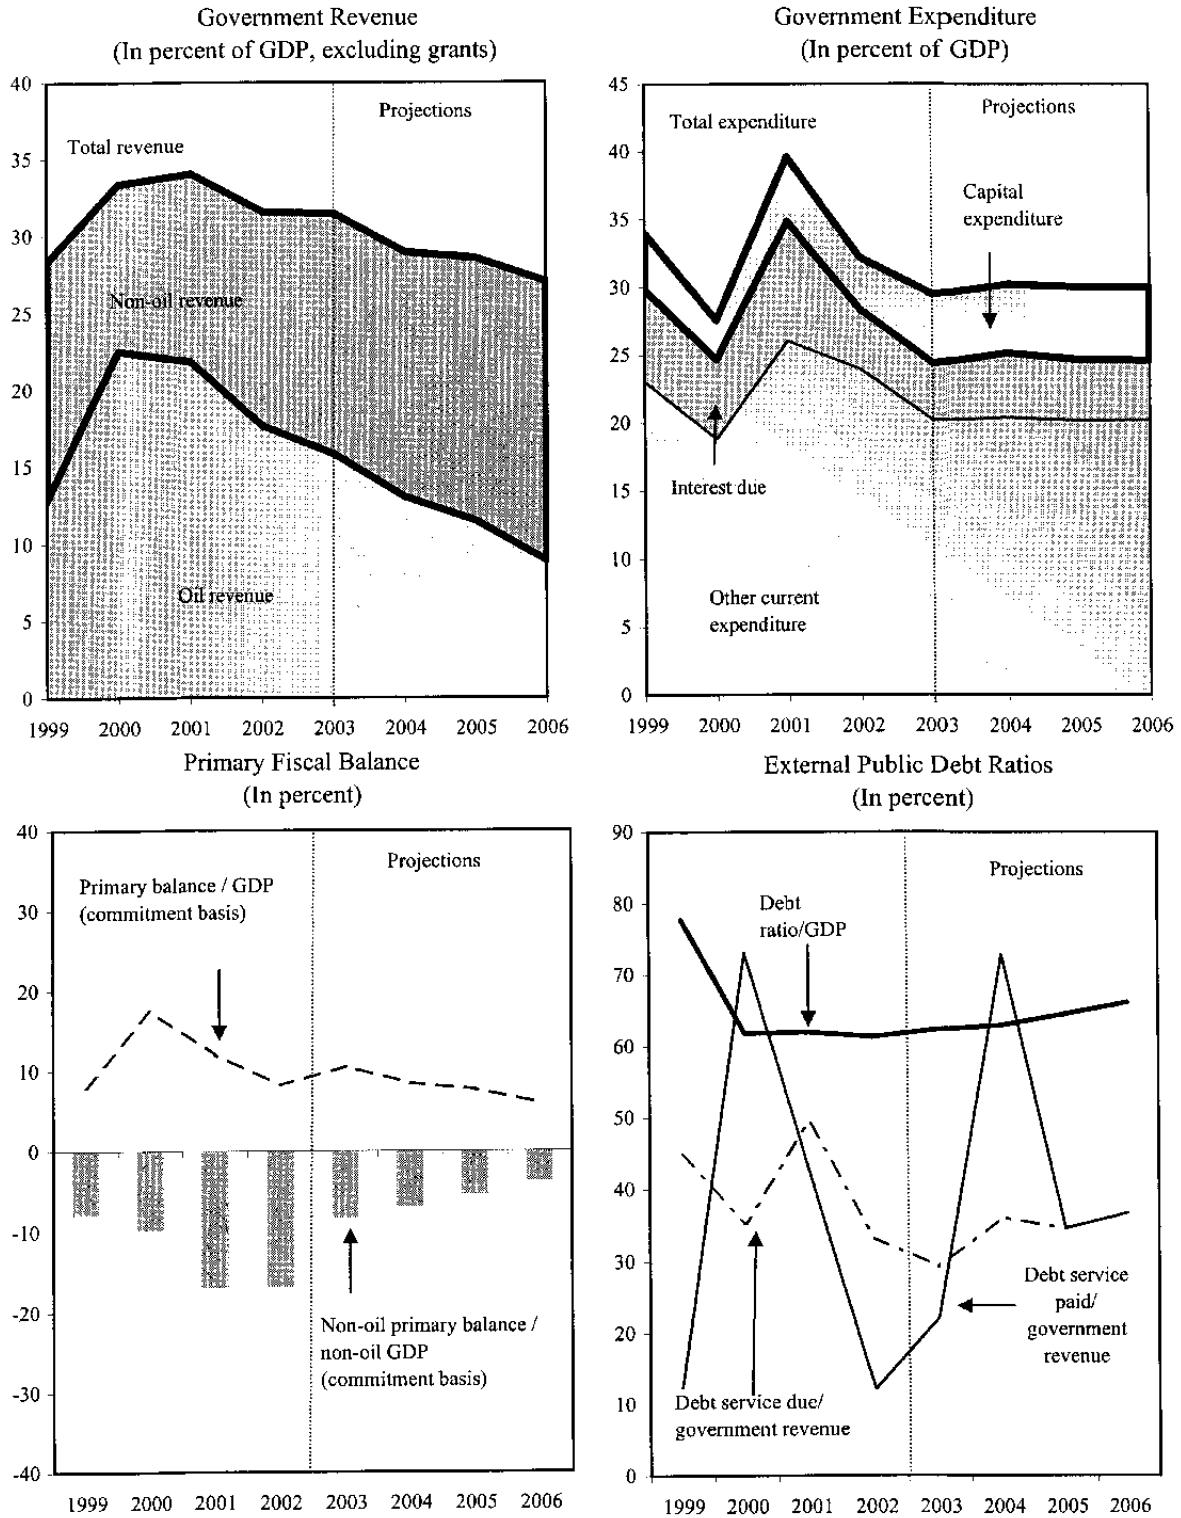 Government Revenue
(In percent of GDP, excluding grants)
40
35
30
25
20
15
10
5
0
Projections
Total revenue
Non-oil revenue
Oil revenue
1999 2000 2001 2002 2003 2004 2005 2006
Government Expenditure
(In percent of GDP)
45
40
35
30
25
20
15
10
5
0
Projections
Total expenditure
Capital
expenditure
Interest due
Other current
expenditure
1999 2000 2001 2002 2003 2004 2005 2006
Primary Fiscal Balance
(In percent)
40
30
20
10
0
-10
-20
-30
-40
Projections
Primary balance / GDP
(commitment basis)
Non-oil primary balance /
non-oil GDP
(commitment basis)
1999 2000 2001 2002 2003 2004 2005 2006
External Public Debt Ratios
(In percent)
90
80
70
60
50
40
30
20
10
0
Projections
Debt
ratio/GDP
Debt service
paid/
government
revenue
Debt service due/
government revenue
1999 2000 2001 2002 2003 2004 2005 2006